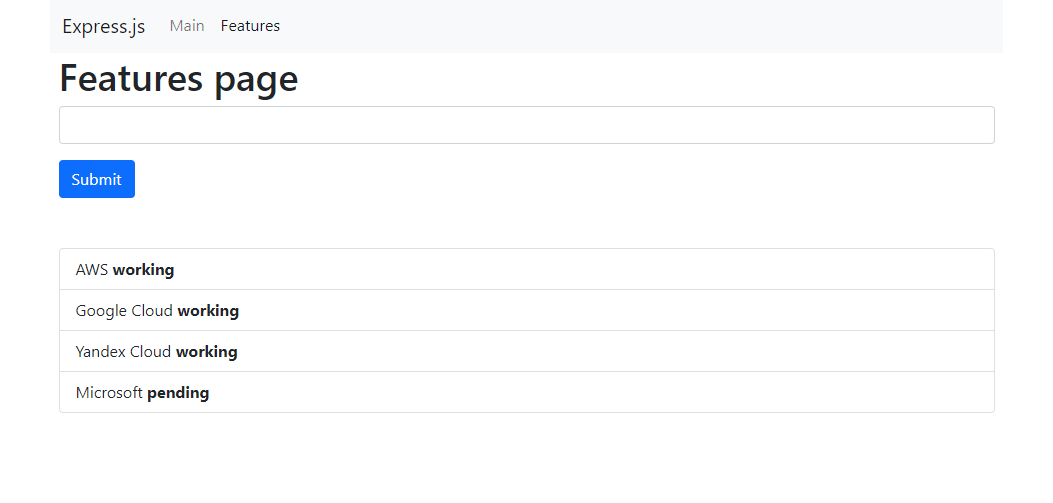 Express.js Main Features
Features page
Submit
AWS working
Google Cloud working
Yandex Cloud working
Microsoft pending